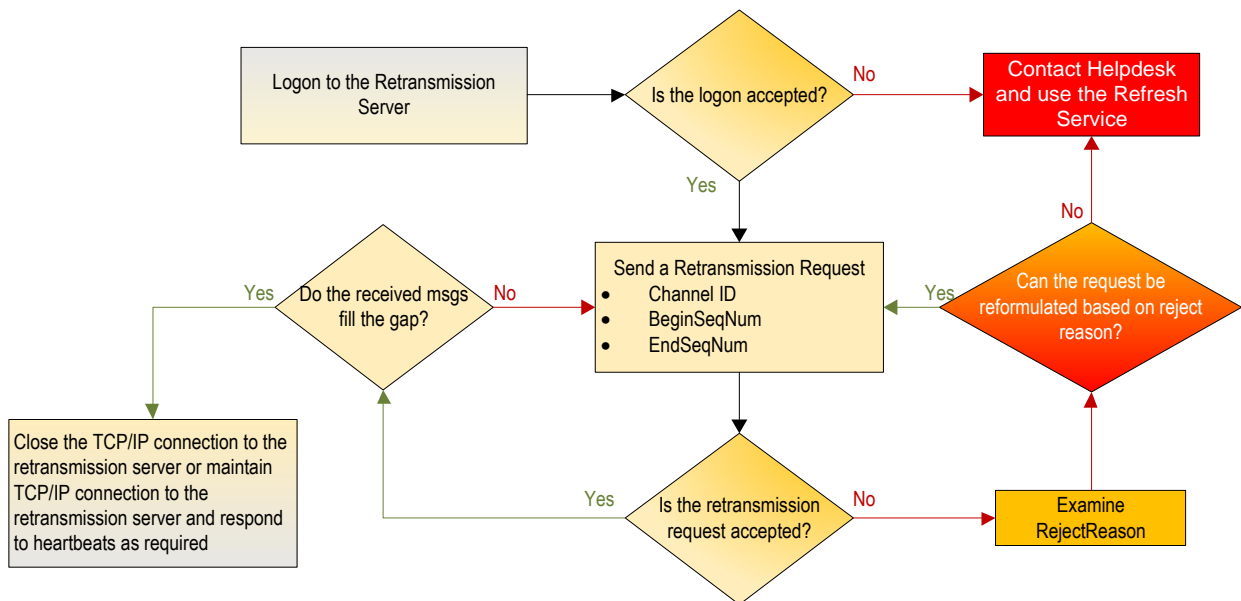 Logon to the Retransmission
Server
Is the logon accepted?
No
Contact Helpdesk
and use the Refresh
Service
Yes
No
Send a Retransmission Request
• Channel ID
• BeginSeqNum
• EndSeqNum
Yes
Do the received msgs
fill the gap?
No
Yes
Can the request be
reformulated based on reject
reason?
Close the TCP/IP connection to the
retransmission server or maintain
TCP/IP connection to the
retransmission server and respond
to heartbeats as required
Yes
Is the retransmission
request accepted?
No
Examine
RejectReason